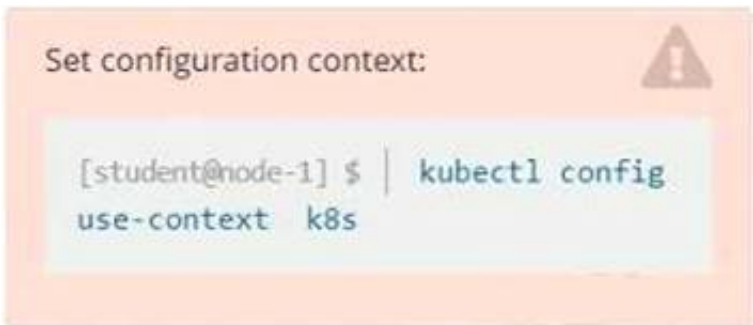 Set configuration context:
[student@node-1] $ | kubectl config
use-context k8s